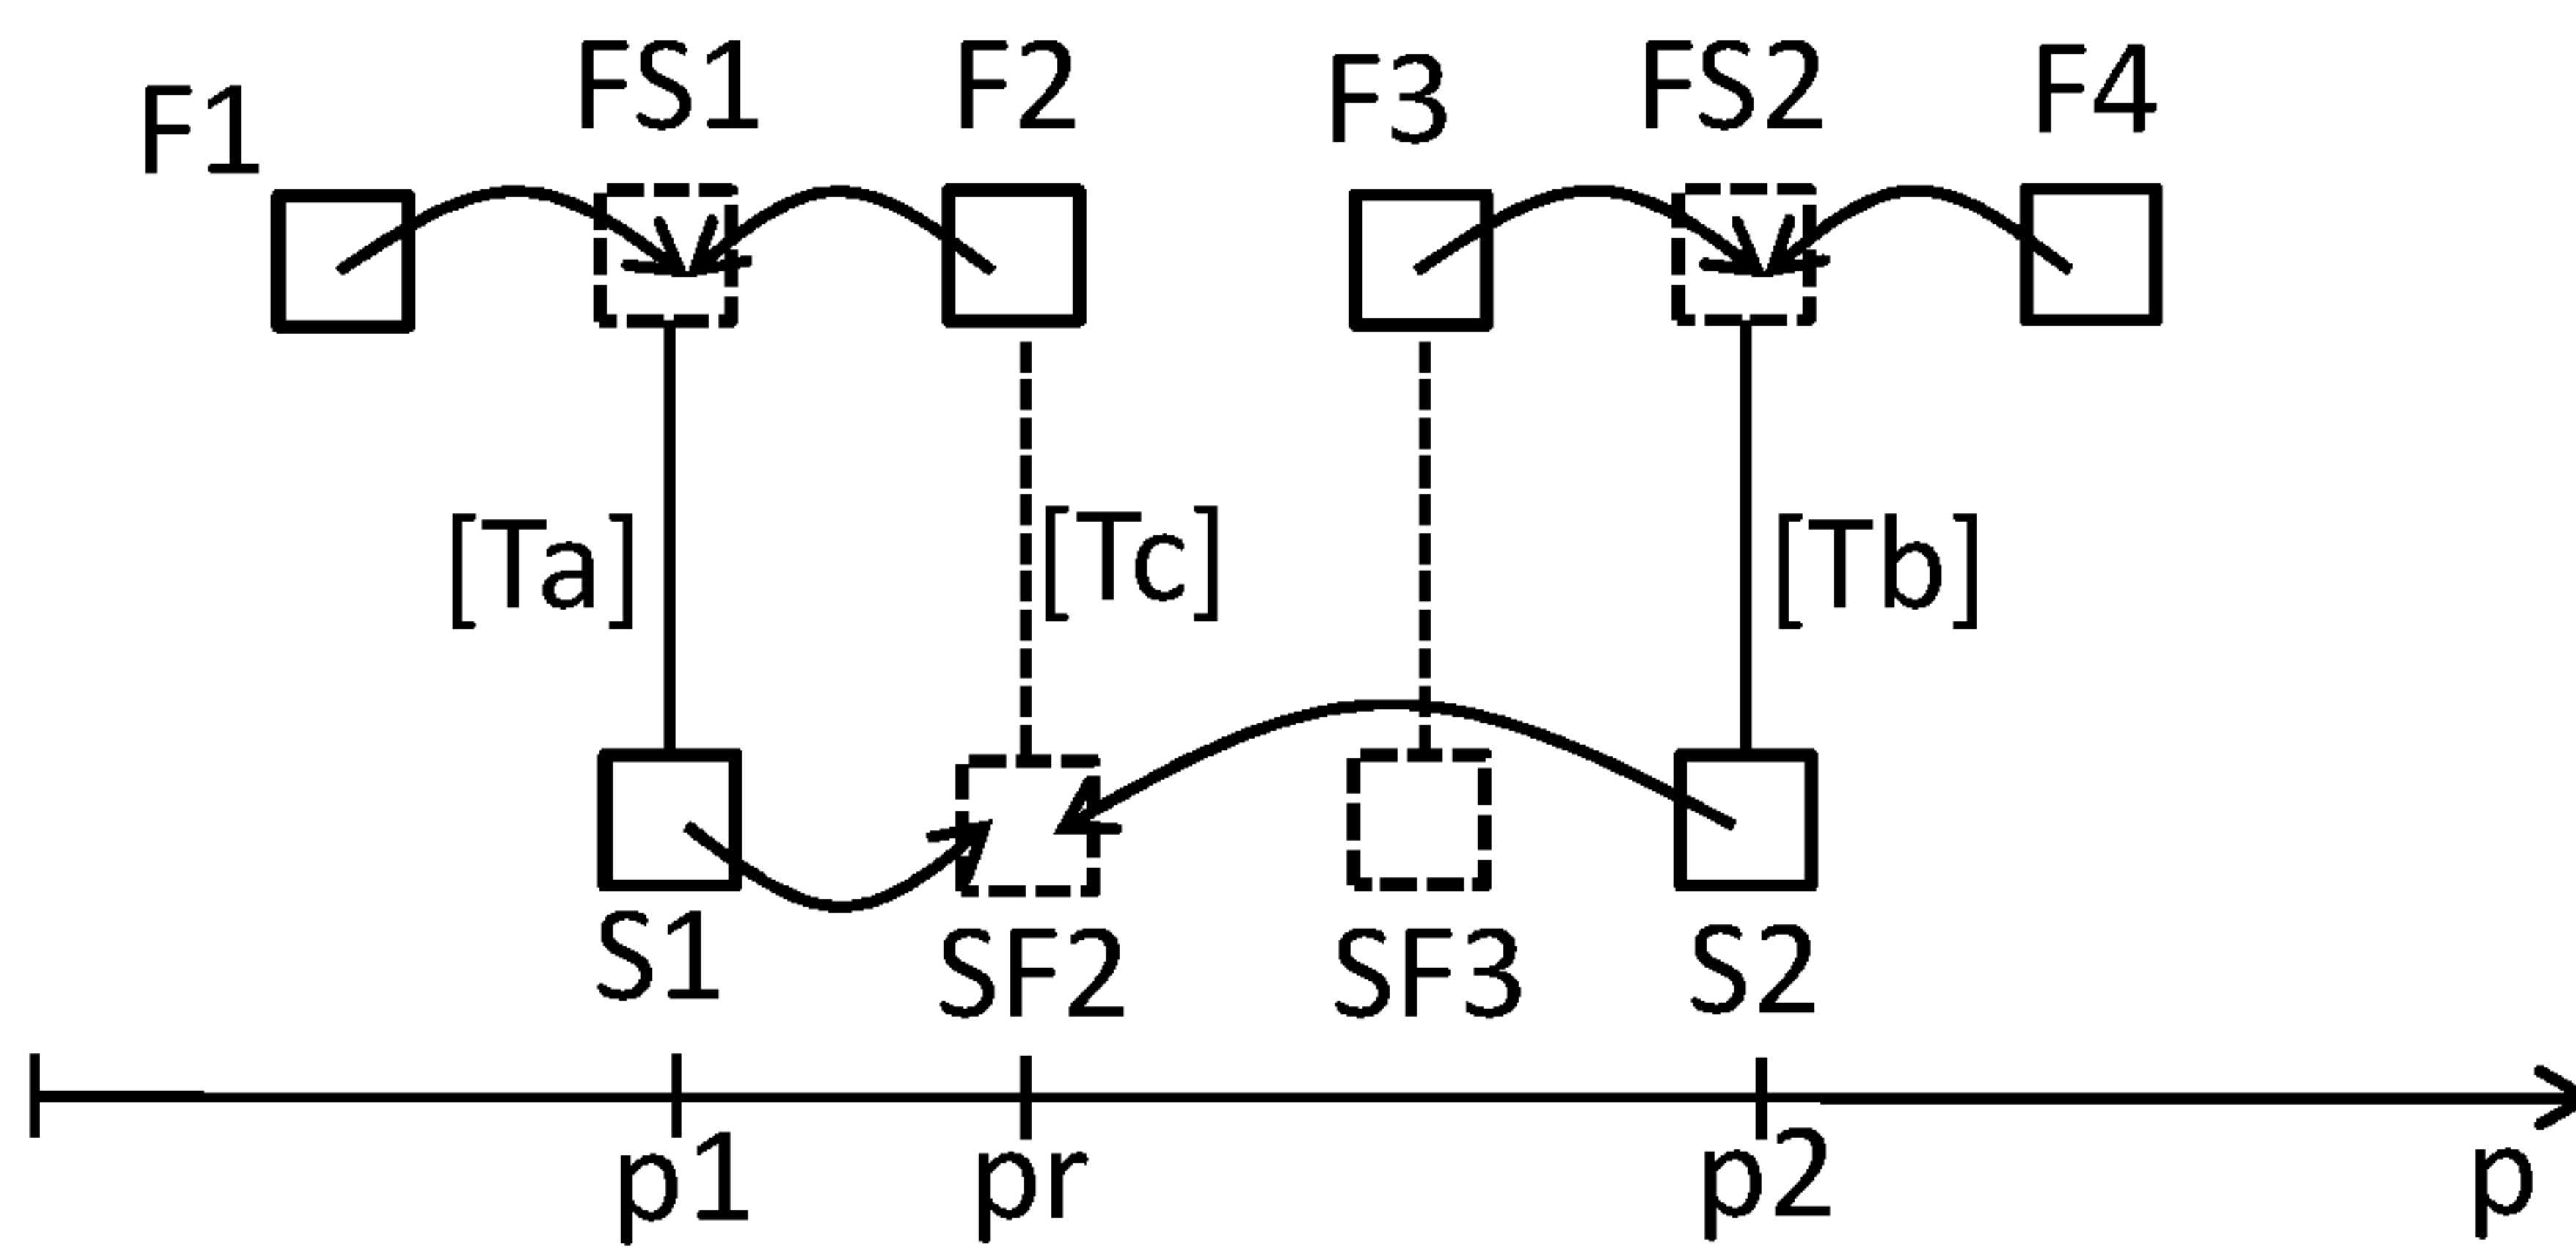 F1 FS1 F2 F3 FS2 F4
[Ta] [Tc] [Tb]
S1 SF2 SF3 S2
p1 pr p2 p